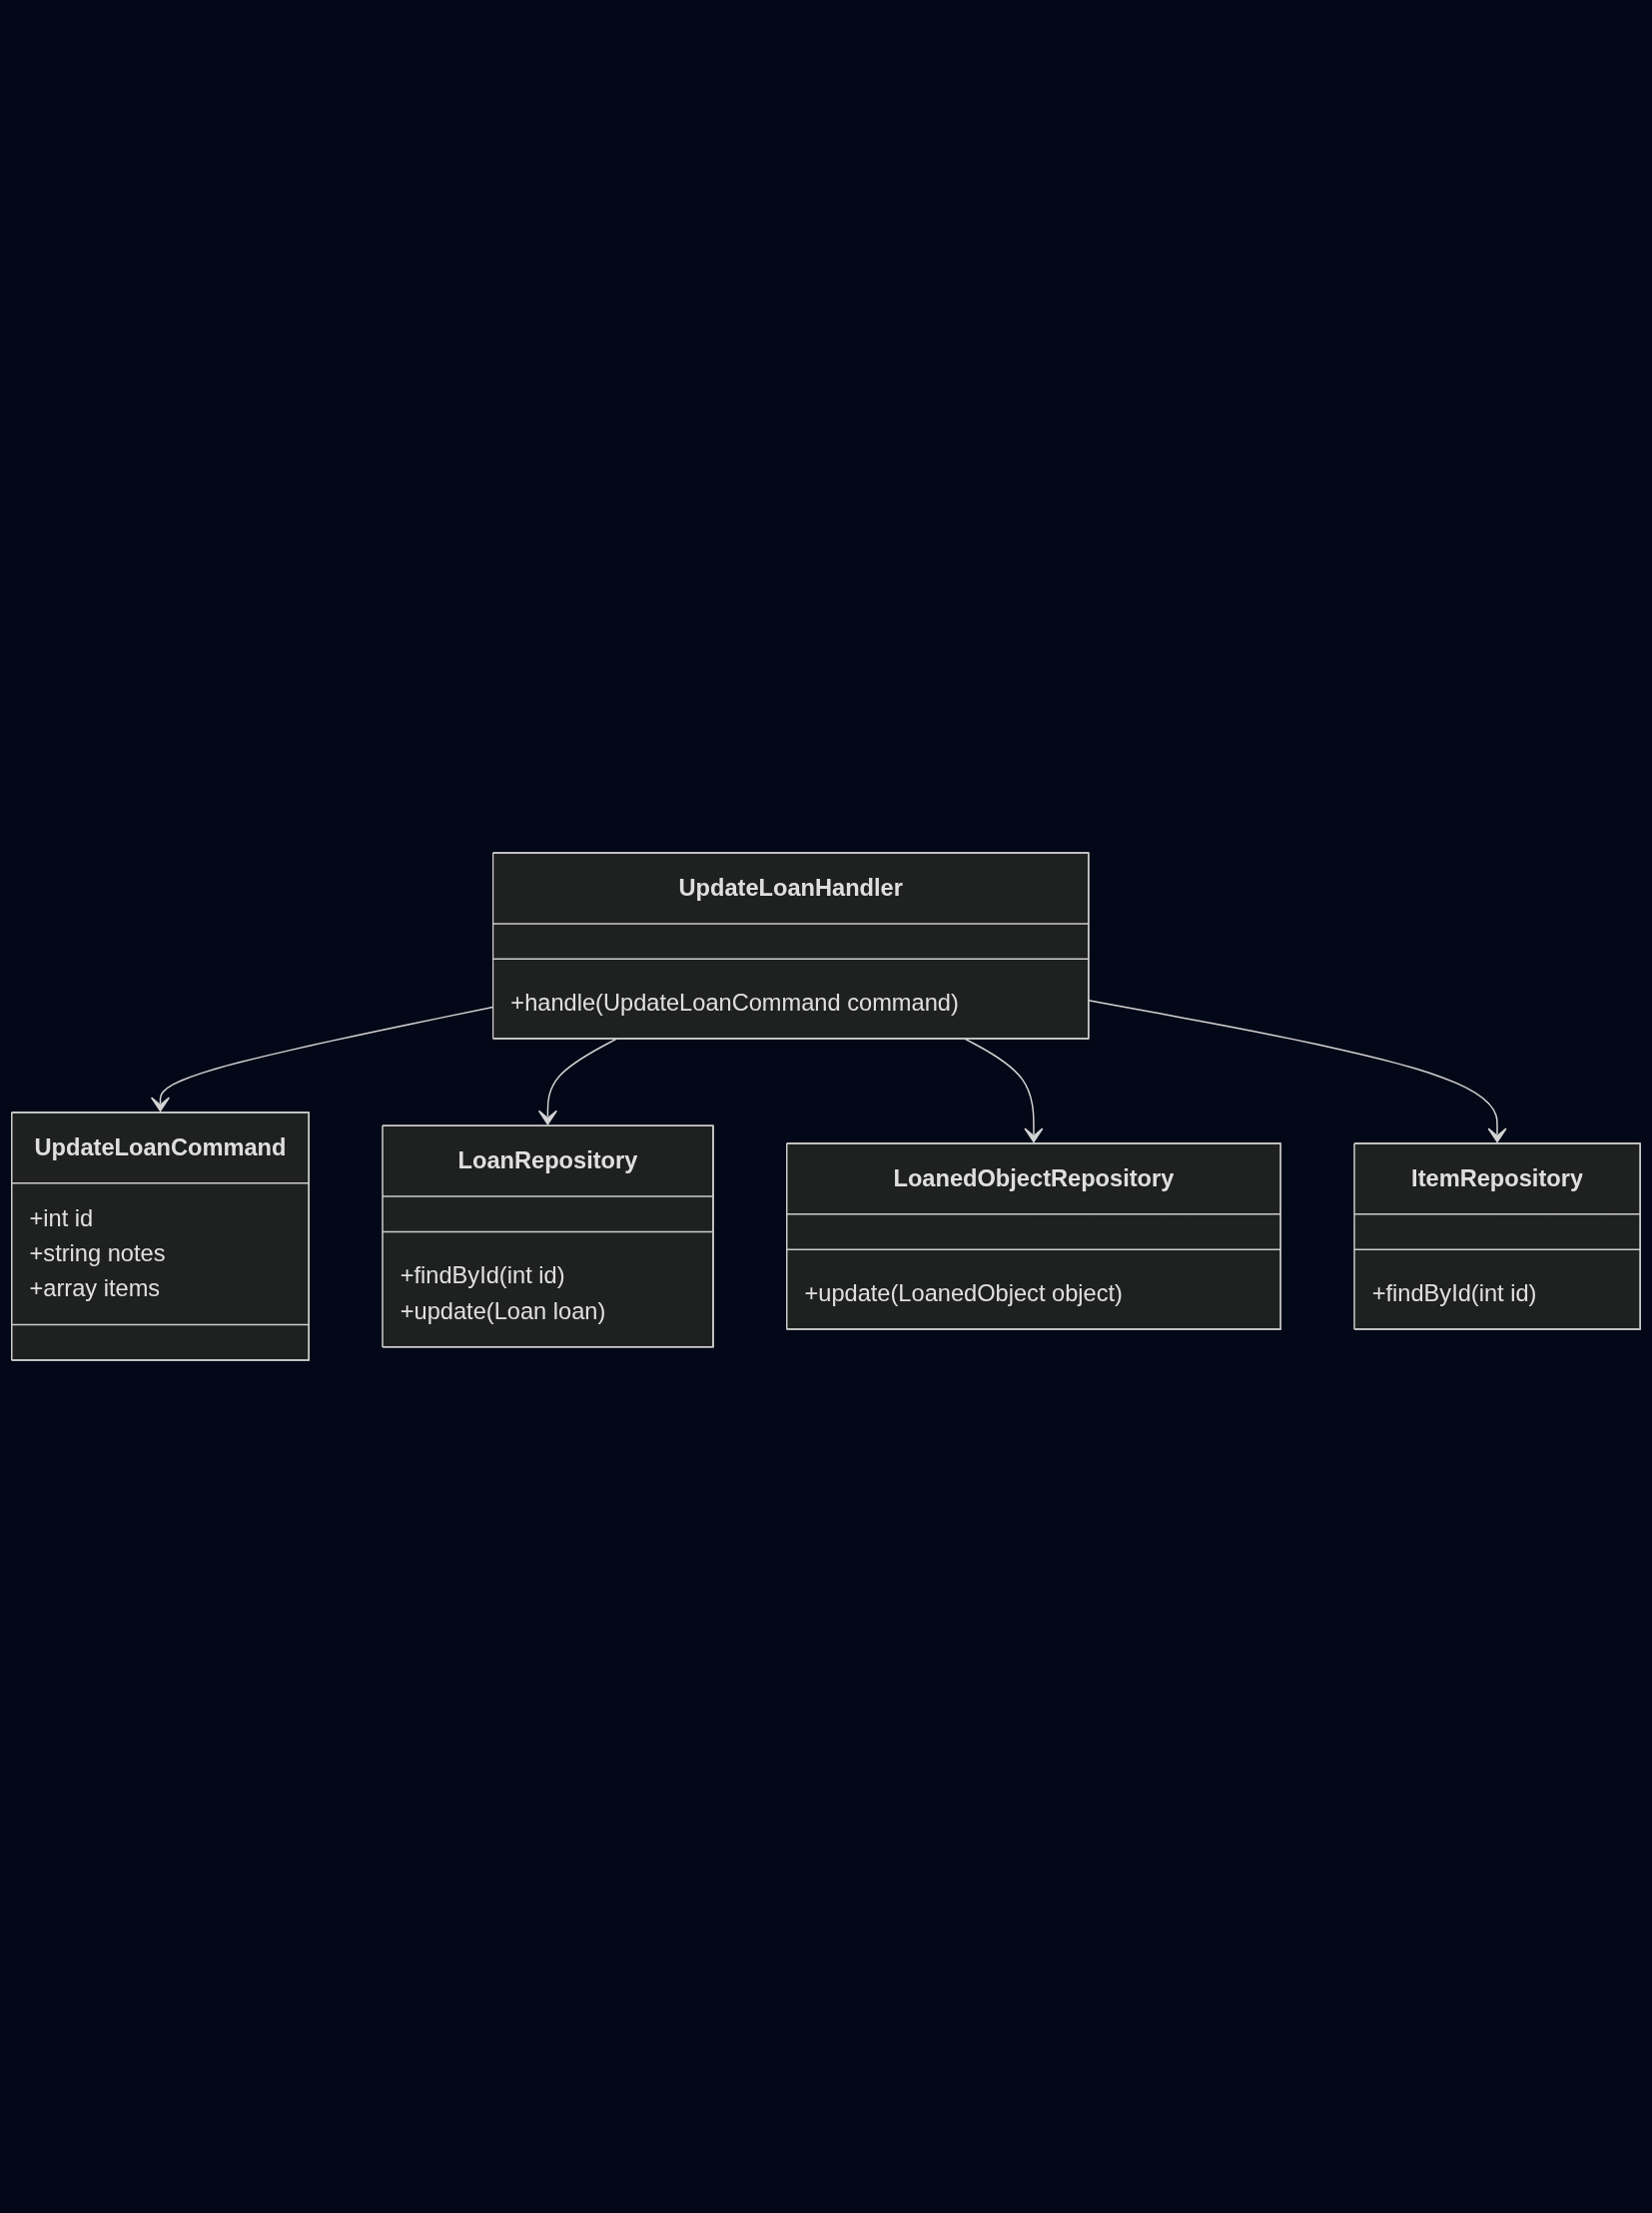 UpdateLoanHandler
+handle(UpdateLoanCommand command)
UpdateLoanCommand
+int id
+string notes
+array items
LoanRepository
+findById(int id)
+update(Loan loan)
LoanedObjectRepository
+update(LoanedObject object)
ItemRepository
+findById(int id)